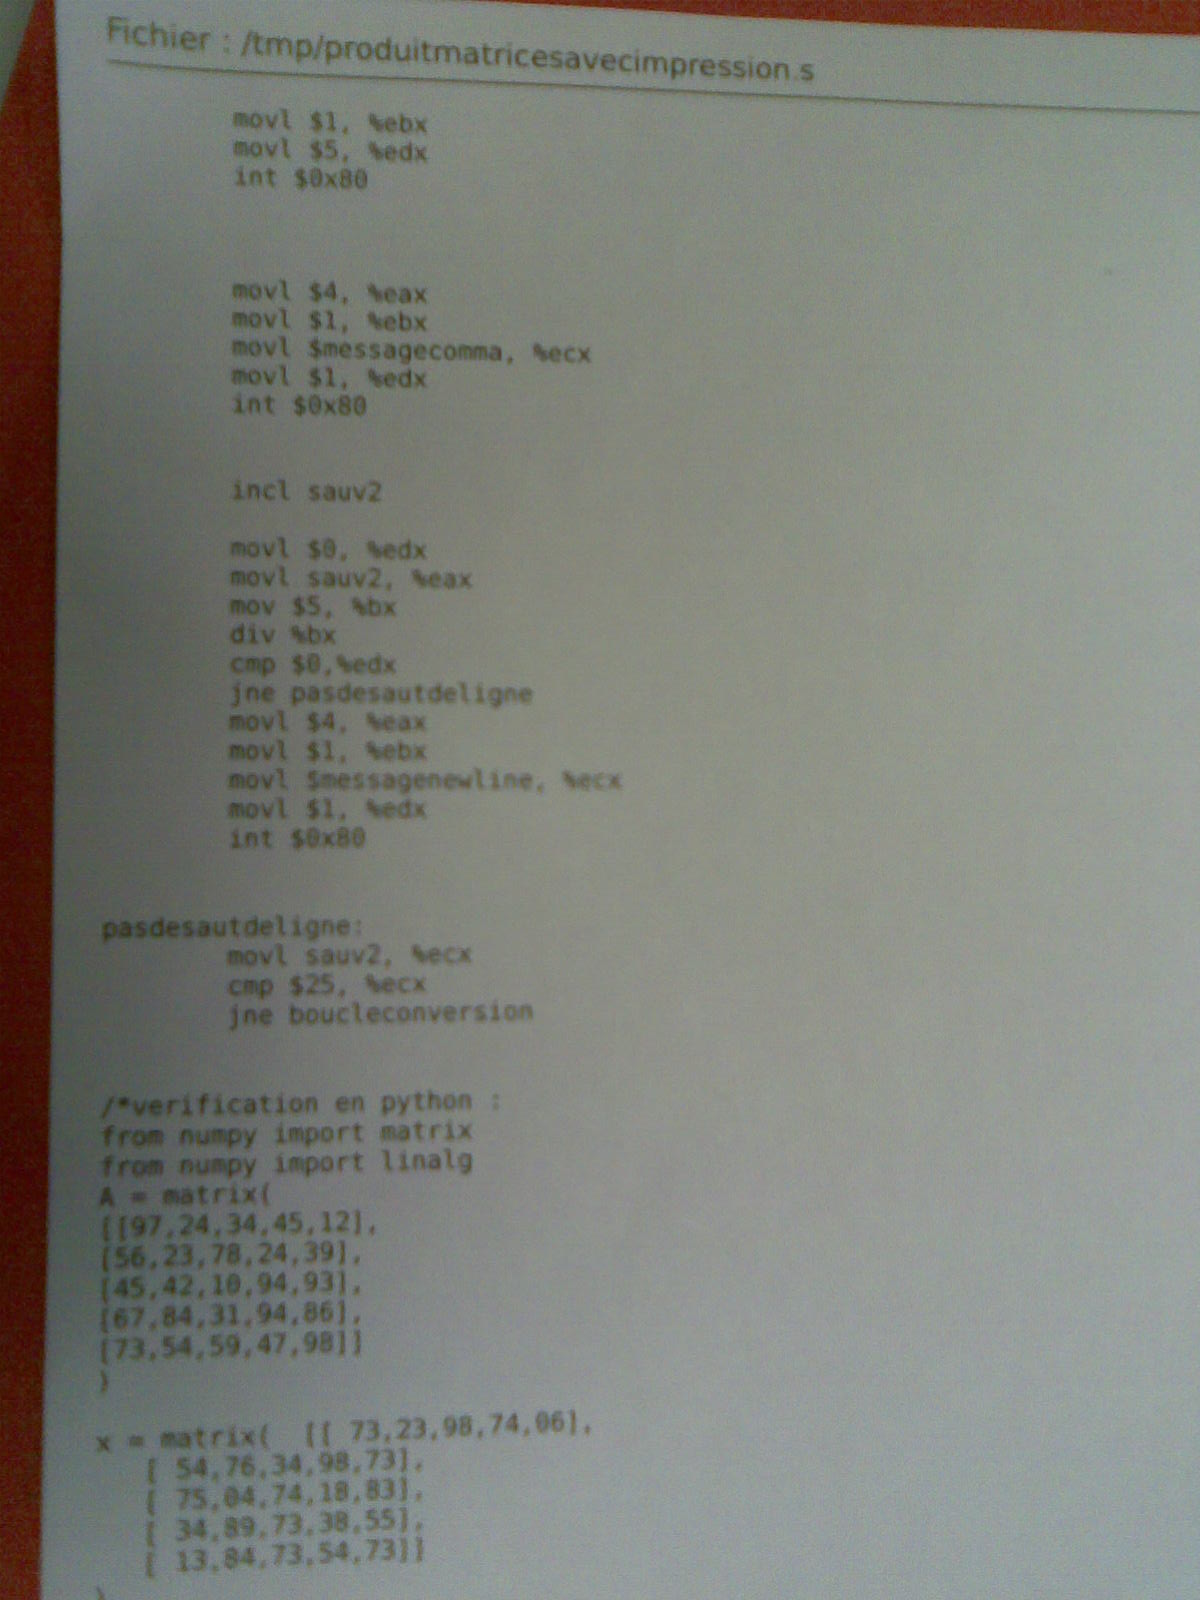 Fichier : /tmp/produitmatricesavecimpression.s
movl $1, %ebx
movl $5, %edx
int $0x80
movl $4, %eax
movl $1, %ebx
movl $messagecomma, %ecx
movl $1, %edx
int $0x80
incl sauv2
movl $0, %edx
movl sauv2, %eax
mov $5, %bx
div %bx
cmp $0,%edx
jne pasdesautdeligne
movl $4, %eax
movl $1, %ebx
movl $messagenewline, %ecx
movl $1, %edx
int $0x80
pasdesautdeligne:
movl sauv2, %ecx
cmp $25, %ecx
jne boucleconversion
/*verification en python :
from numpy import matrix
from numpy import linalg
A = matrix(
[[97,24,34,45,12],
[56,23,78,24,39],
[45,42,10,94,93],
[67,84,31,94,86],
[73,54,59,47,98]]
)
x = matrix( [[ 73,23,98,74,06],
[ 54,76,34,98,73],
[ 75,04,74,18,83],
[ 34,89,73,38,55],
[ 13,84,73,54,73]]
)